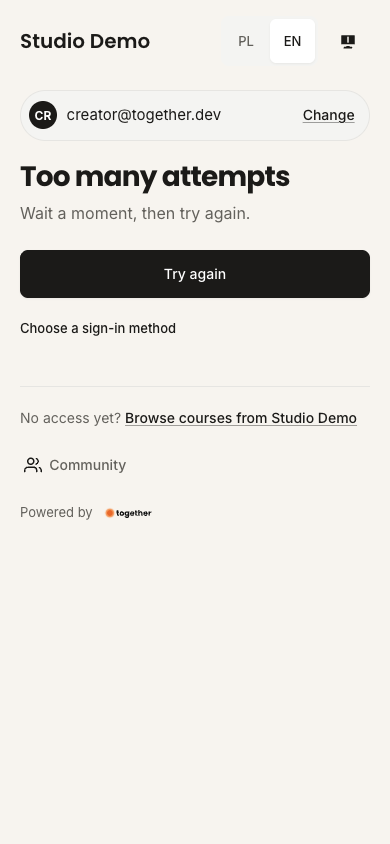 Studio Demo
PL
EN
CR
creator@together.dev
Change
Too many attempts
Wait a moment, then try again.
Try again
Choose a sign-in method
No access yet? Browse courses from Studio Demo
Community
Powered by together